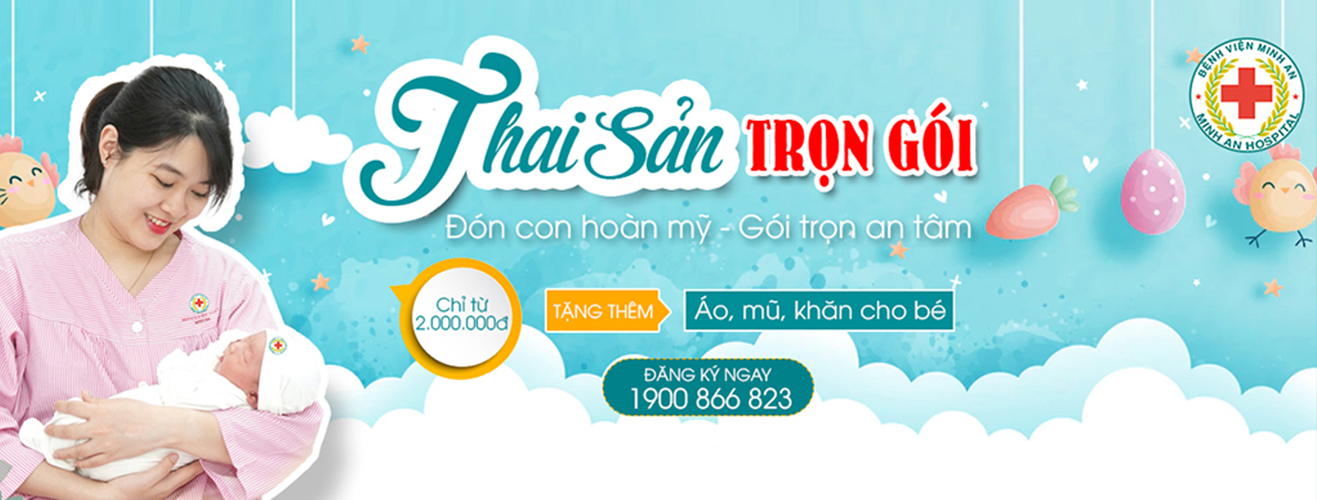 BỆNH VIỆN MINH AN
MINH AN HOSPITAL
Thai Sản TRỌN GÓI
Đón con hoàn mỹ - Gói trọn an tâm
Chỉ từ
2.000.000đ
TẶNG THÊM
Áo, mũ, khăn cho bé
ĐĂNG KÝ NGAY
1900 866 823